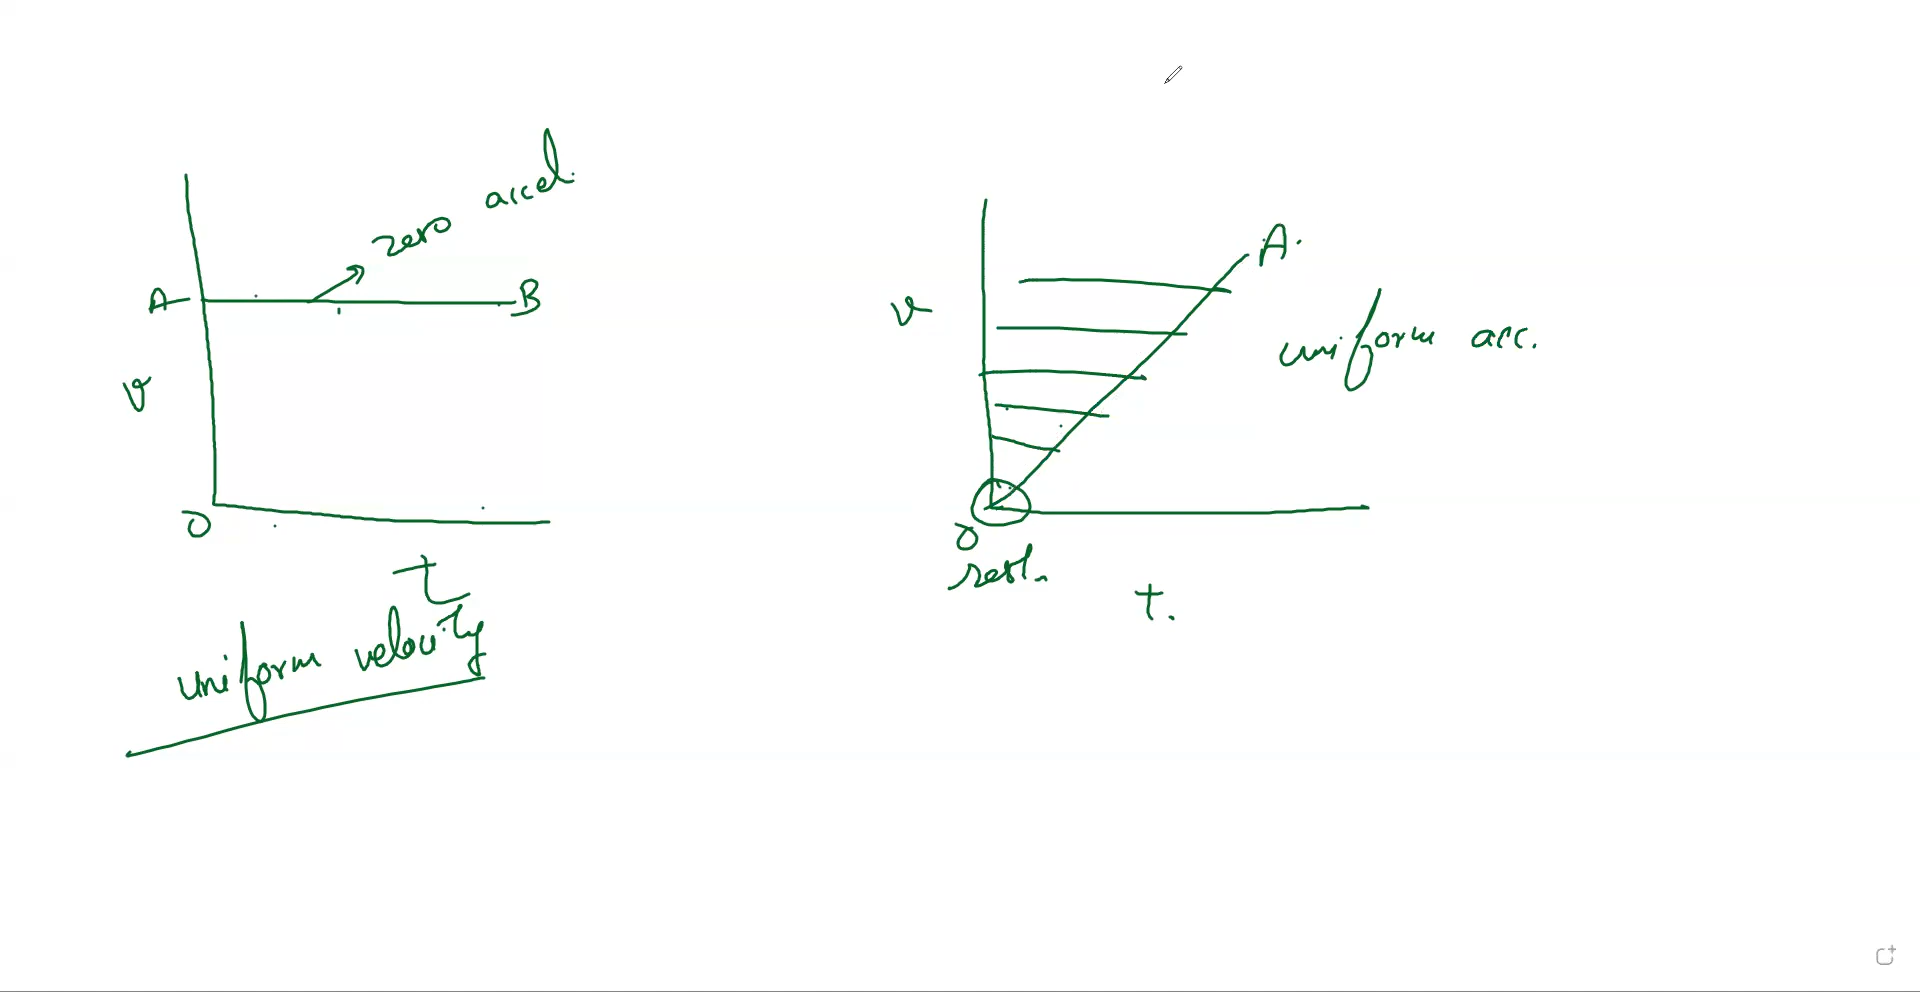 zero accel.
A
B
v
O
t
uniform velocity
A.
v
uniform acc.
O
rest.
t.